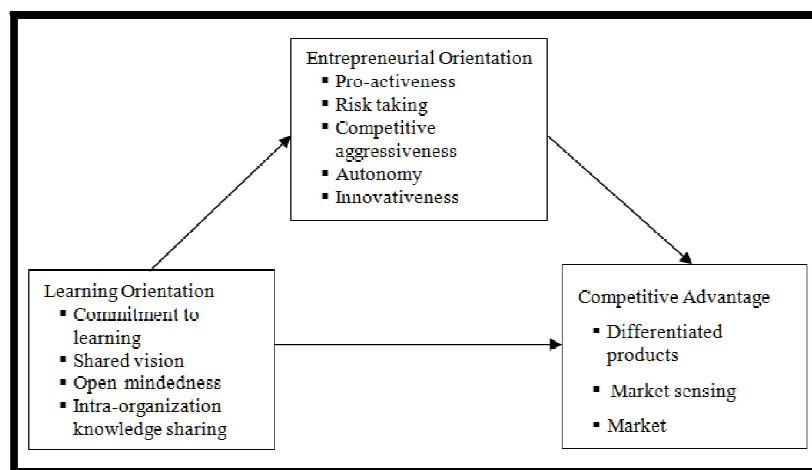 Entrepreneurial Orientation
▪ Pro-activeness
▪ Risk taking
▪ Competitive
aggressiveness
▪ Autonomy
▪ Innovativeness
Learning Orientation
▪ Commitment to
learning
▪ Shared vision
▪ Open mindedness
▪ Intra-organization
knowledge sharing
Competitive Advantage
▪ Differentiated
products
▪ Market sensing
▪ Market